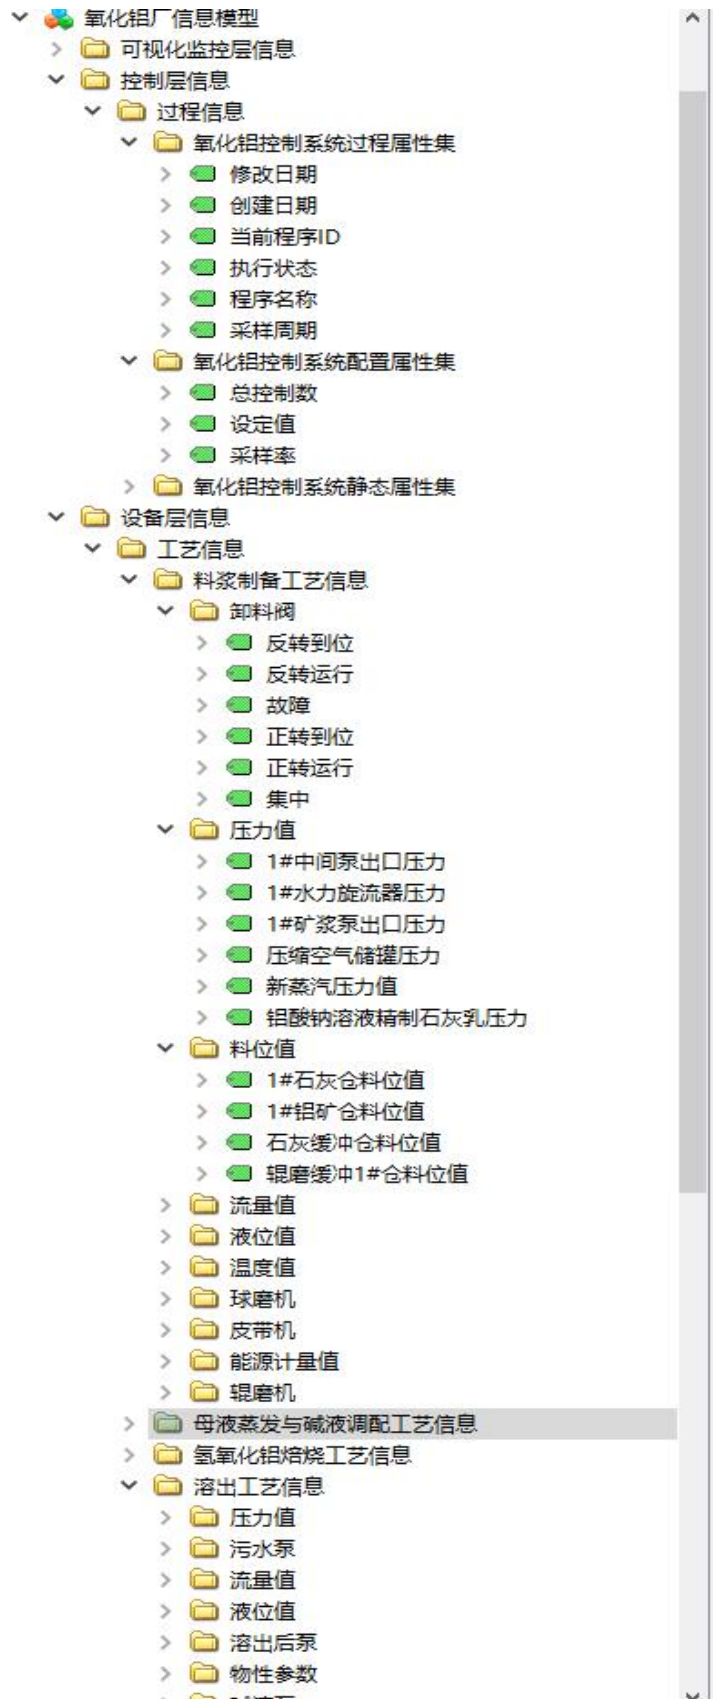 氧化铝厂信息模型
可视化监控层信息
控制层信息
过程信息
氧化铝控制系统过程属性集
修改日期
创建日期
当前程序ID
执行状态
程序名称
采样周期
氧化铝控制系统配置属性集
总控制数
设定值
采样率
氧化铝控制系统静态属性集
设备层信息
工艺信息
料浆制备工艺信息
卸料阀
反转到位
反转运行
故障
正转到位
正转运行
集中
压力值
1#中间泵出口压力
1#水力旋流器压力
1#矿浆泵出口压力
压缩空气储罐压力
新蒸汽压力值
铝酸钠溶液精制石灰乳压力
料位值
1#石灰仓料位值
1#铝矿仓料位值
石灰缓冲仓料位值
辊磨缓冲1#仓料位值
流量值
液位值
温度值
球磨机
皮带机
能源计量值
辊磨机
母液蒸发与碱液调配工艺信息
氢氧化铝焙烧工艺信息
溶出工艺信息
压力值
污水泵
流量值
液位值
溶出后泵
物性参数